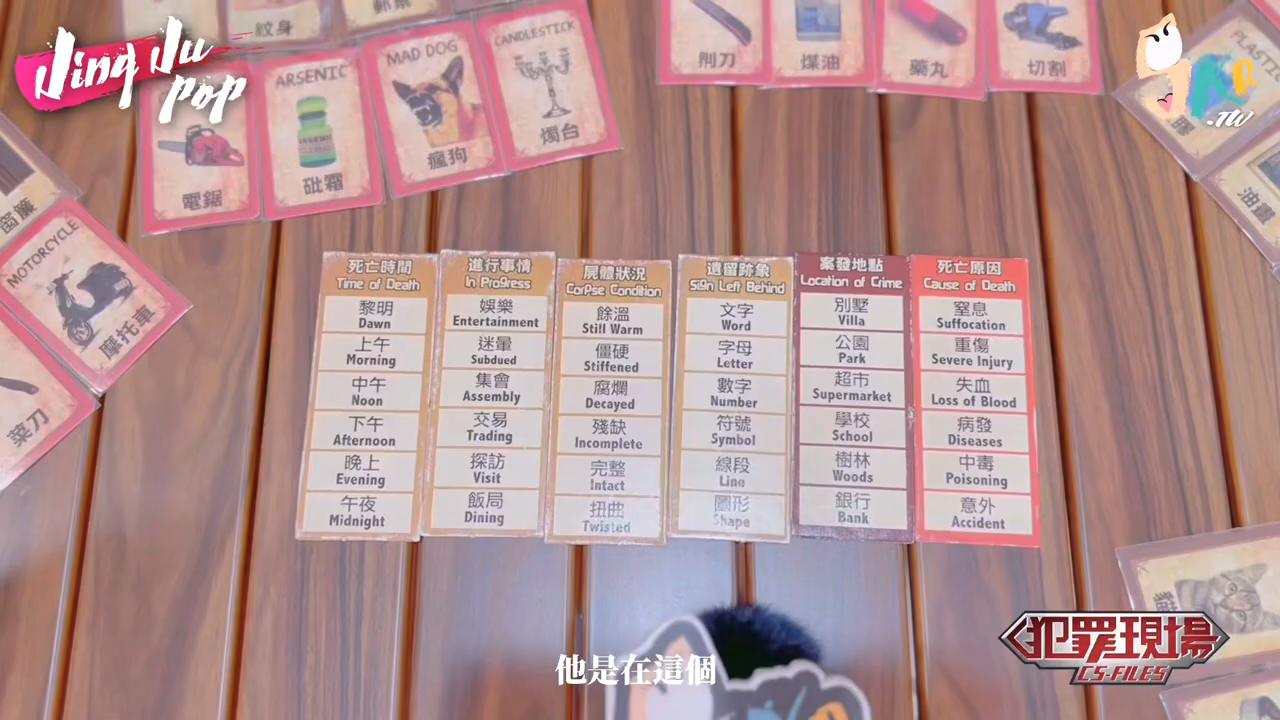 Jing Ju
pop
紋身
郵票
電鋸
ARSENIC
砒霜
MAD DOG
瘋狗
CANDLESTICK
燭台
剃刀
煤油
藥丸
切割
PLASTIC
油畫
.TW
窗簾
MOTORCYCLE
摩托車
菜刀
死亡時間
Time of Death
黎明
Dawn
上午
Morning
中午
Noon
下午
Afternoon
晚上
Evening
午夜
Midnight
進行事情
In Progress
娛樂
Entertainment
迷暈
Subdued
集會
Assembly
交易
Trading
探訪
Visit
飯局
Dining
屍體狀況
Corpse Condition
餘溫
Still Warm
僵硬
Stiffened
腐爛
Decayed
殘缺
Incomplete
完整
Intact
扭曲
Twisted
遺留跡象
Sign Left Behind
文字
Word
字母
Letter
數字
Number
符號
Symbol
線段
Line
圖形
Shape
案發地點
Location of Crime
別墅
Villa
公園
Park
超市
Supermarket
學校
School
樹林
Woods
銀行
Bank
死亡原因
Cause of Death
窒息
Suffocation
重傷
Severe Injury
失血
Loss of Blood
病發
Diseases
中毒
Poisoning
意外
Accident
貓
犯罪現場
CS-FILES
他是在這個